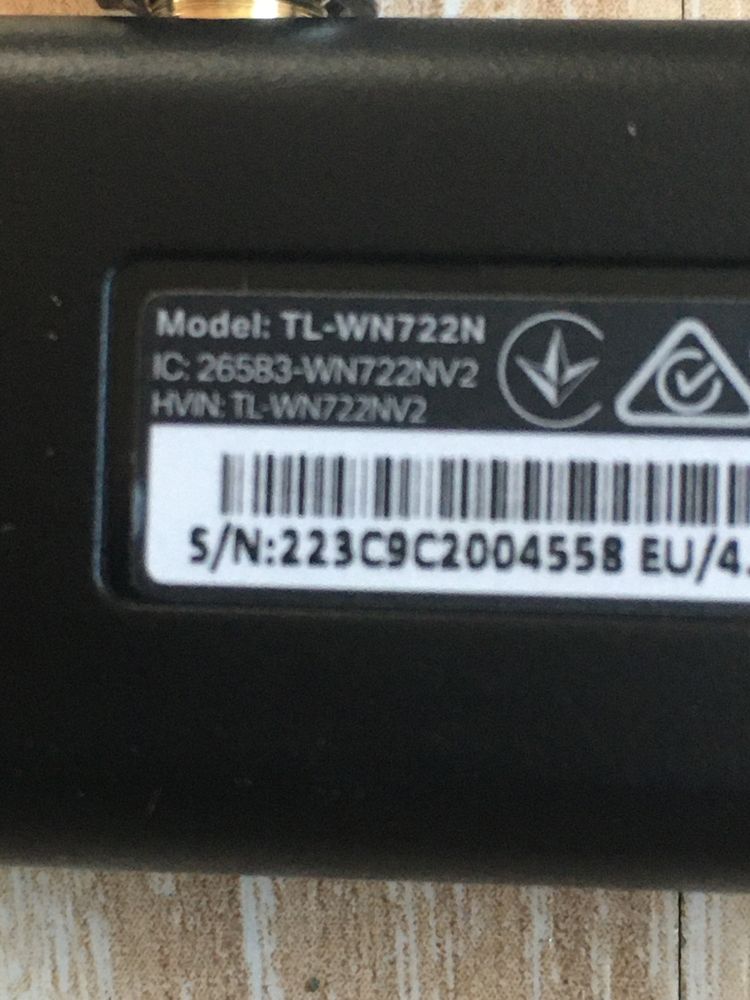 Model: TL-WN722N
IC: 26583-WN722NV2
HVIN: TL-WN722NV2
S/N:223C9C2004558 EU/4.